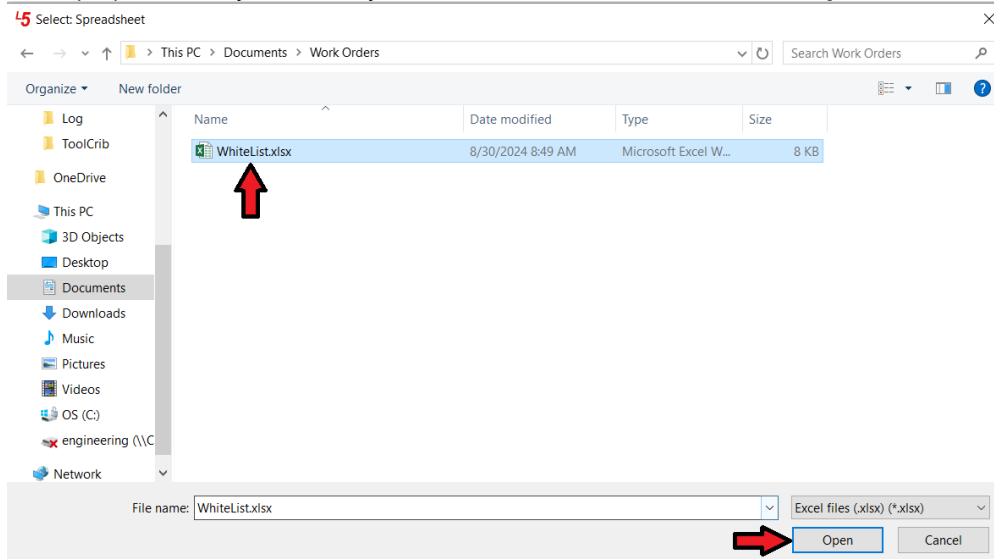 L5 Select: Spreadsheet
This PC > Documents > Work Orders
Search Work Orders
Organize
New folder
Name
Date modified
Type
Size
WhiteList.xlsx
8/30/2024 8:49 AM
Microsoft Excel W...
8 KB
Log
ToolCrib
OneDrive
This PC
3D Objects
Desktop
Documents
Downloads
Music
Pictures
Videos
OS (C:)
engineering (\\C
Network
File name: WhiteList.xlsx
Excel files (.xlsx) (*.xlsx)
Open
Cancel